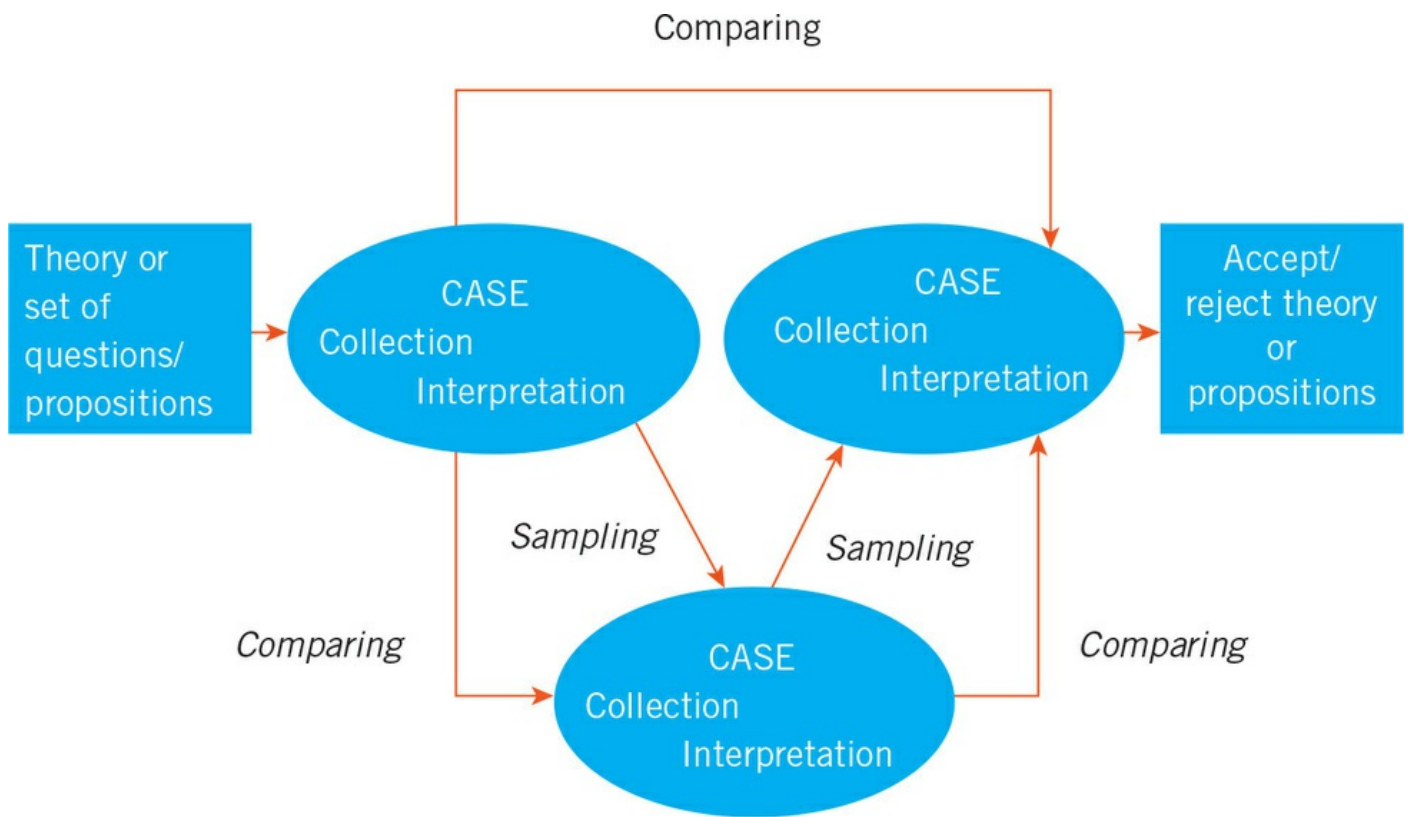 Comparing
Theory or
set of
questions/
propositions
CASE
Collection
Interpretation
CASE
Collection
Interpretation
Accept/
reject theory
or
propositions
Sampling
Sampling
Comparing
Comparing
CASE
Collection
Interpretation